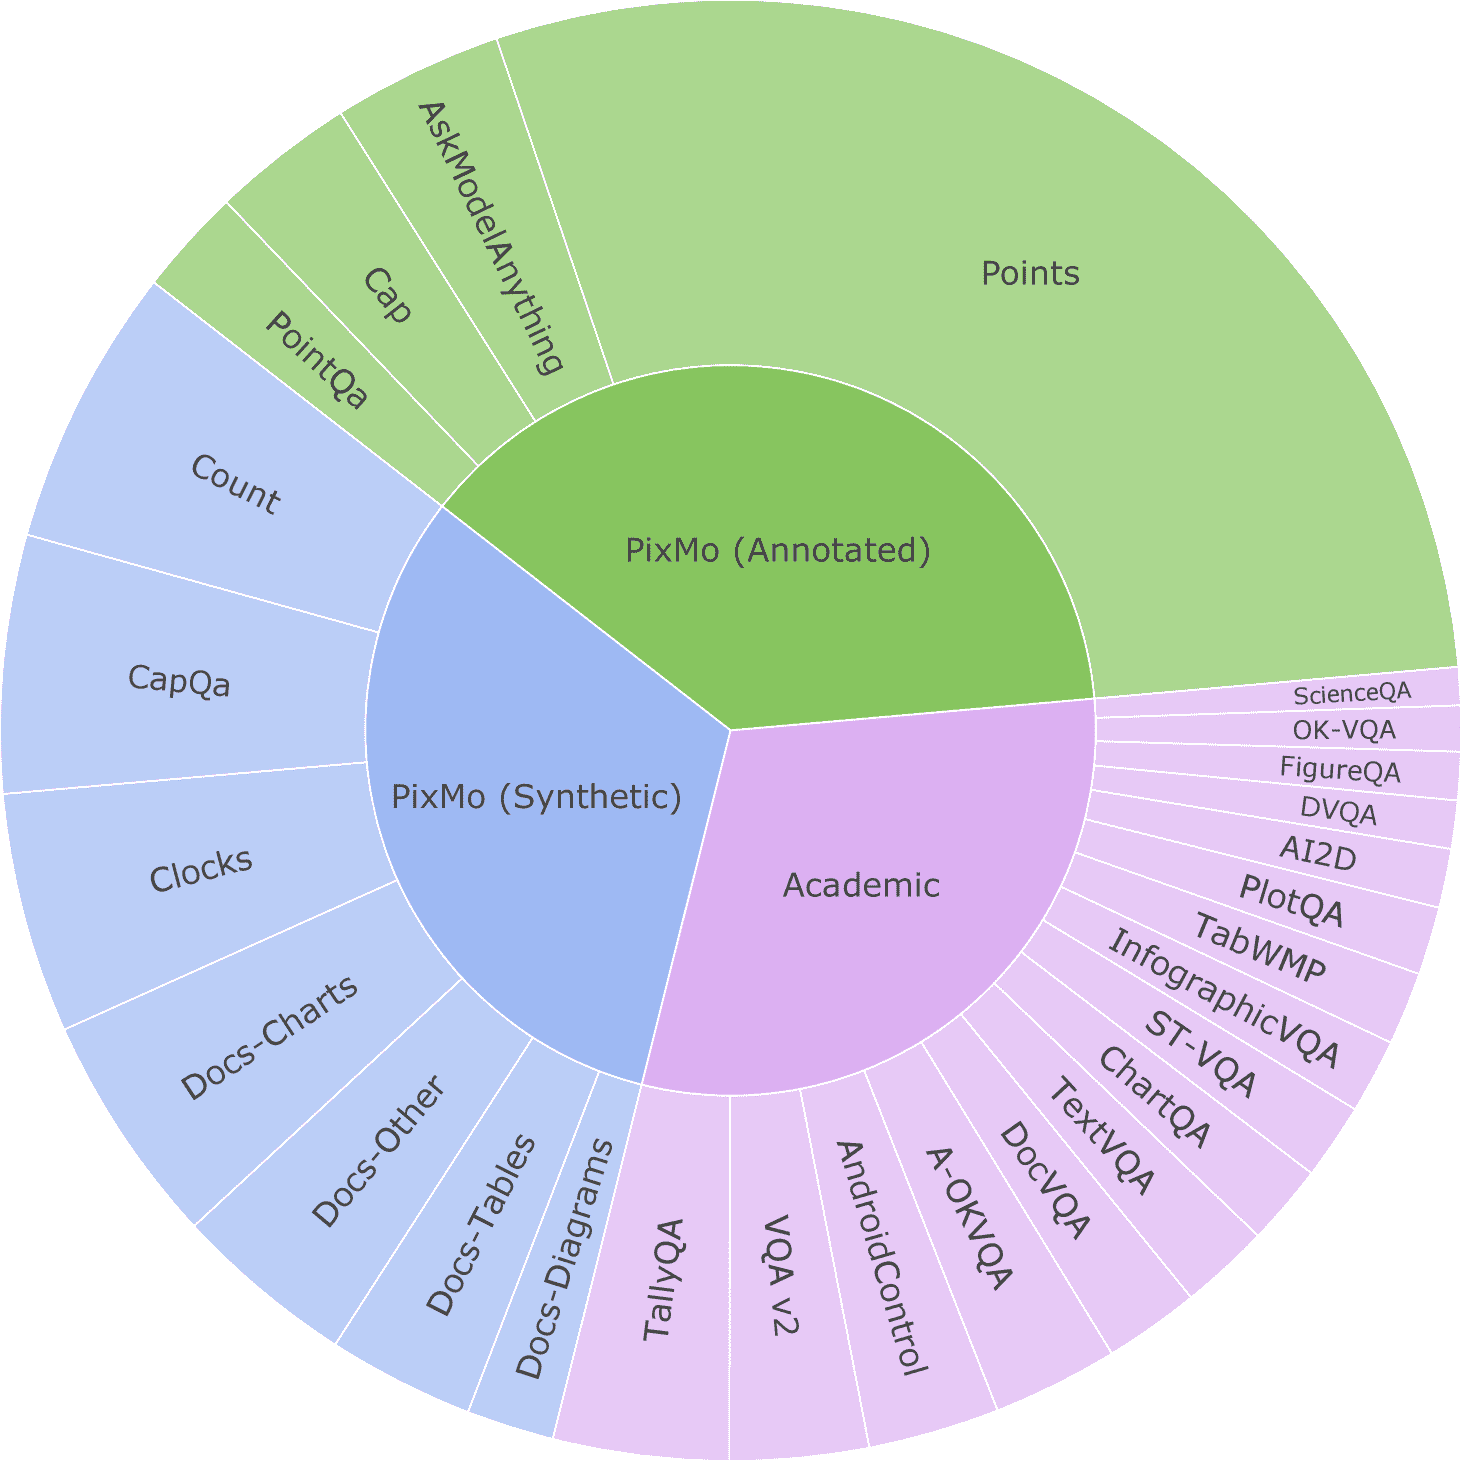 AskModelAnything
Points
Cap
PointQa
Count
PixMo (Annotated)
CapQa
ScienceQA
OK-VQA
FigureQA
PixMo (Synthetic)
DVQA
AI2D
Clocks
Academic
PlotQA
TabWMP
InfographicVQA
Docs-Charts
ST-VQA
ChartQA
TextVQA
Docs-Other
DocVQA
A-OKVQA
Docs-Tables
AndroidControl
Docs-Diagrams
VQA v2
TallyQA